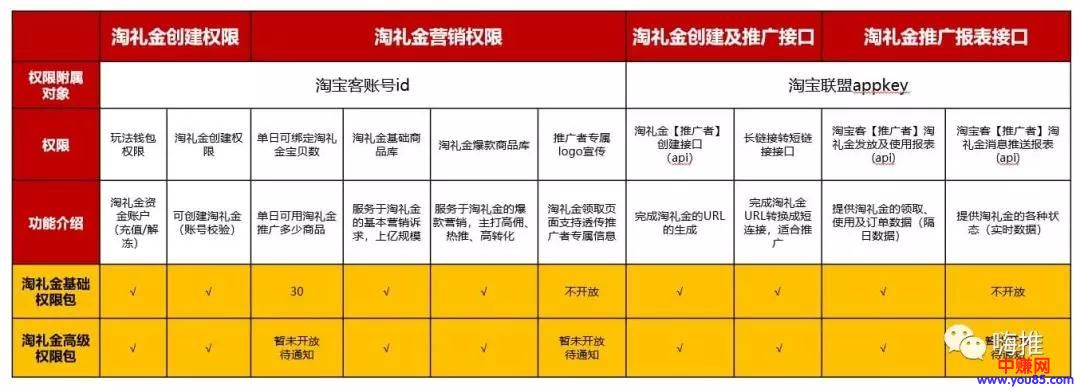 淘礼金创建权限
淘礼金营销权限
淘礼金创建及推广接口
淘礼金推广报表接口
权限附属
对象
淘宝客账号id
淘宝联盟appkey
权限
玩法钱包
权限
淘礼金创建权
限
单日可绑定淘礼
金宝贝数
淘礼金基础商
品库
淘礼金爆款商品库
推广者专属
logo宣传
淘礼金【推广者】
创建接口
（api）
长链接转短链
接接口
淘宝客【推广者】淘
礼金发放及使用报表
(api)
淘宝客【推广者】淘
礼金消息推送报表
(api)
功能介绍
淘礼金资
金账户
（充值/解
冻）
可创建淘礼金
（账号校验）
单日可用淘礼金
推广多少商品
服务于淘礼金
的基本营销诉
求，上亿规模
服务于淘礼金的爆
款营销，主打高佣、
热推、高转化
淘礼金领取页
面支持透传推
广者专属信息
完成淘礼金的URL
的生成
完成淘礼金
URL转换成短
连接，适合推
广
提供淘礼金的领取、
使用及订单数据（隔
日数据）
提供淘礼金的各种状
态（实时数据）
淘礼金基础
权限包
√
√
30
√
√
不开放
√
√
√
不开放
淘礼金高级
权限包
√
√
暂未开放
待通知
√
√
暂未开放
待通知
√
√
√
嗨推
中赚网
www.you85.com